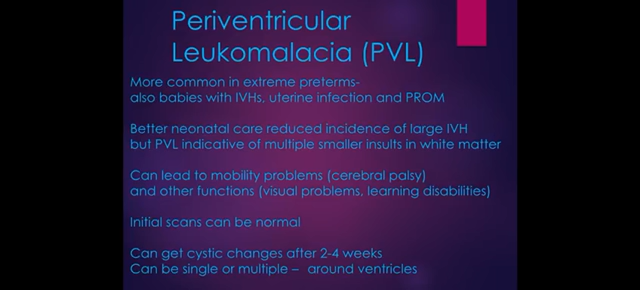 Periventricular
Leukomalacia (PVL)
More common in extreme preterms-
also babies with IVHs, uterine infection and PROM
Better neonatal care reduced incidence of large IVH
but PVL indicative of multiple smaller insults in white matter
Can lead to mobility problems (cerebral palsy)
and other functions (visual problems, learning disabilities)
Initial scans can be normal
Can get cystic changes after 2-4 weeks
Can be single or multiple – around ventricles